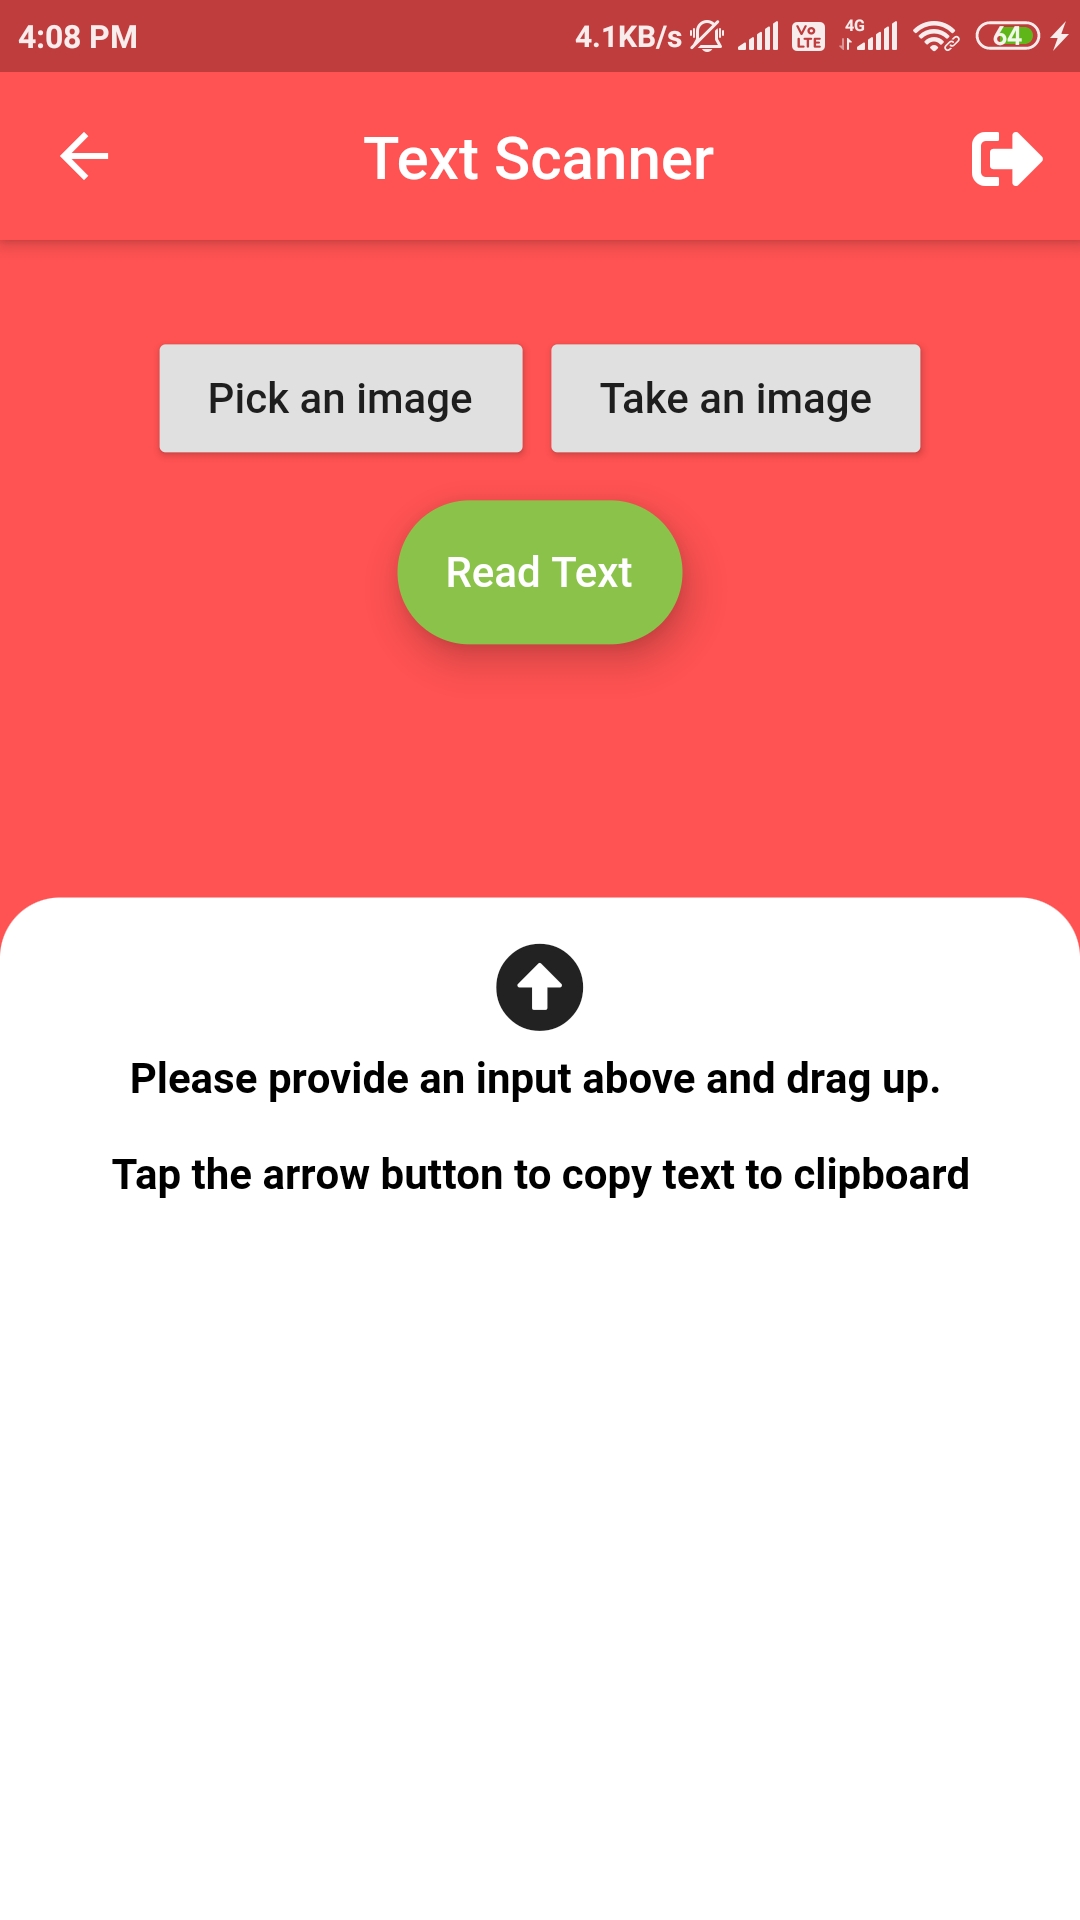 4:08 PM 4.1KB/s Vo LTE 4G 64
Text Scanner
Pick an image Take an image
Read Text
Please provide an input above and drag up.
Tap the arrow button to copy text to clipboard